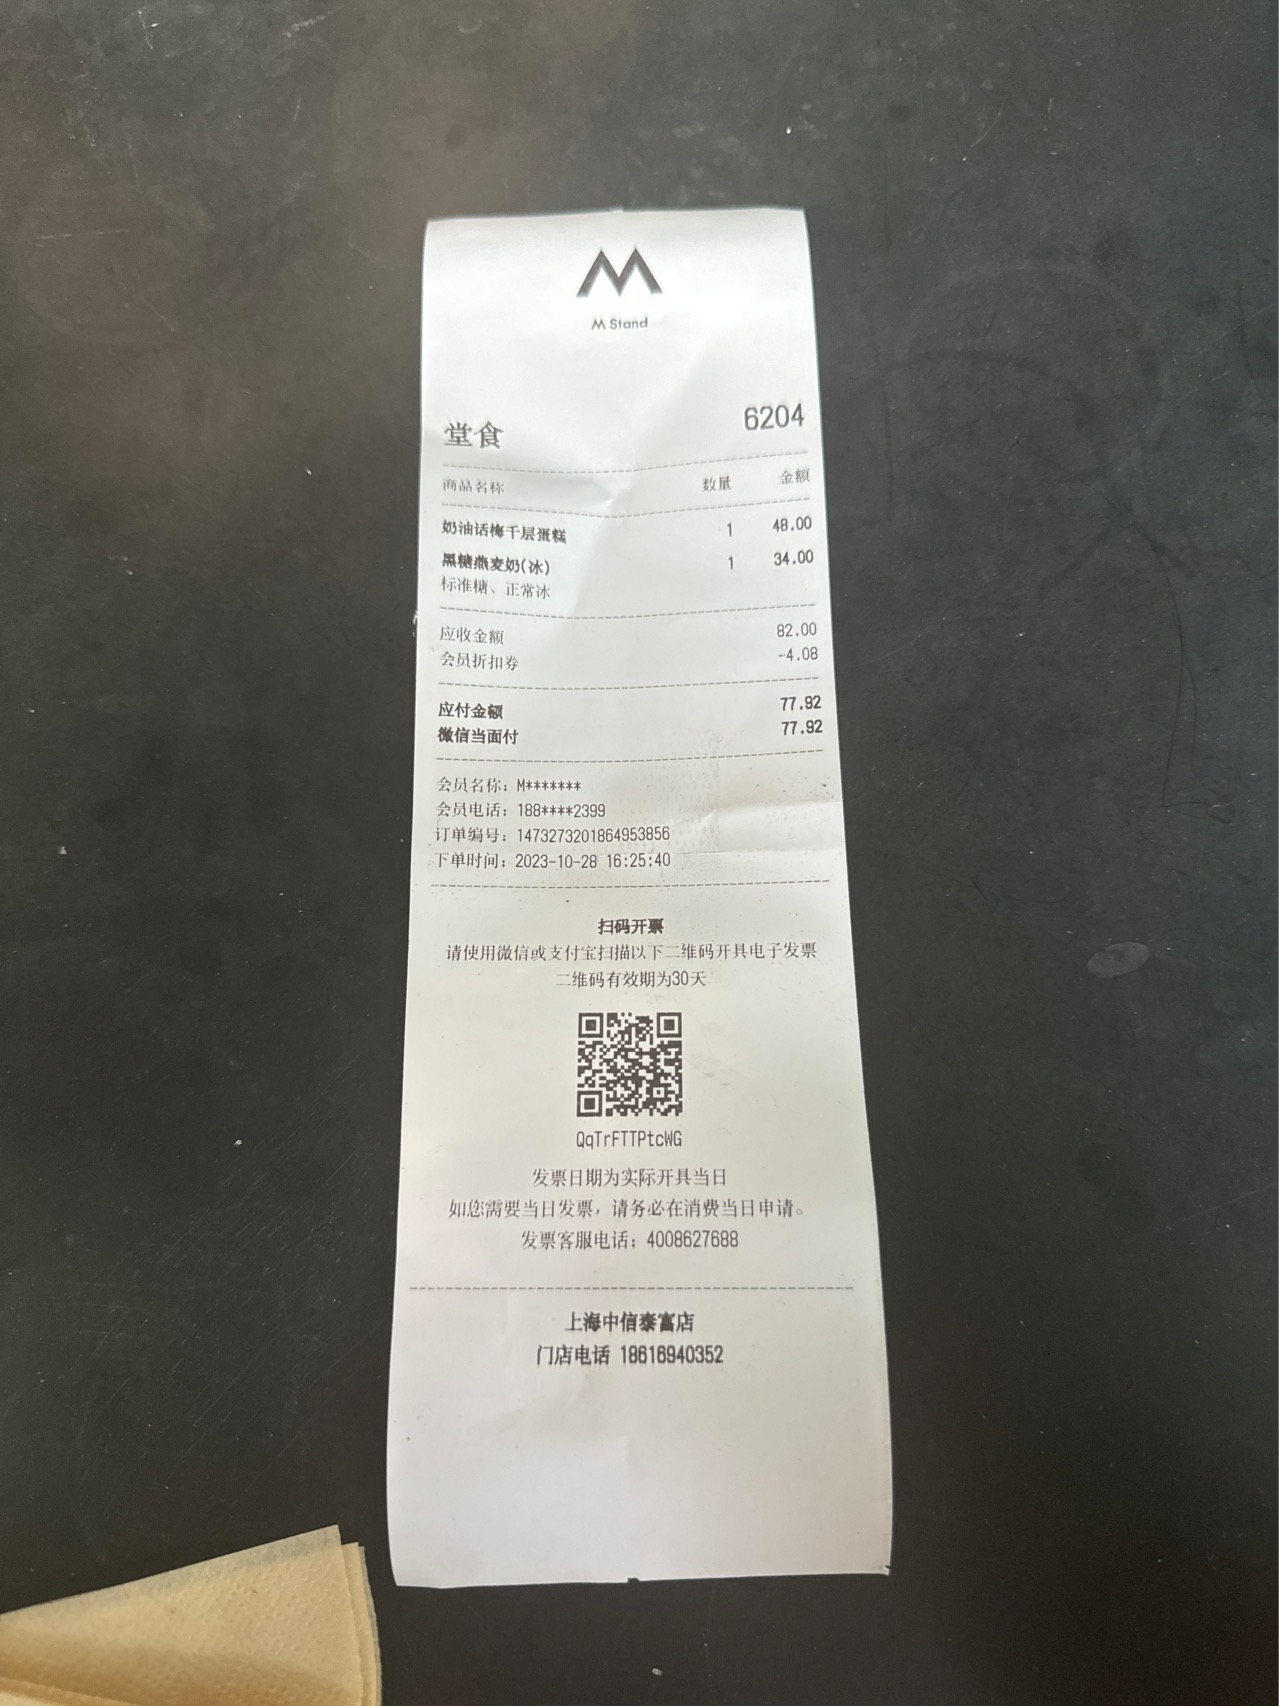 M Stand
堂食 6204
商品名称 数量 金额
奶油话梅千层蛋糕 1 48.00
黑糖燕麦奶(冰) 1 34.00
标准糖、正常冰
应收金额 82.00
会员折扣券 -4.08
应付金额 77.92
微信当面付 77.92
会员名称：M*******
会员电话：188****2399
订单编号：1473273201864953856
下单时间：2023-10-28 16:25:40
扫码开票
请使用微信或支付宝扫描以下二维码开具电子发票
二维码有效期为30天
QqTrFTTPtcWG
发票日期为实际开具当日
如您需要当日发票，请务必在消费当日申请。
发票客服电话：4008627688
上海中信泰富店
门店电话 18616940352